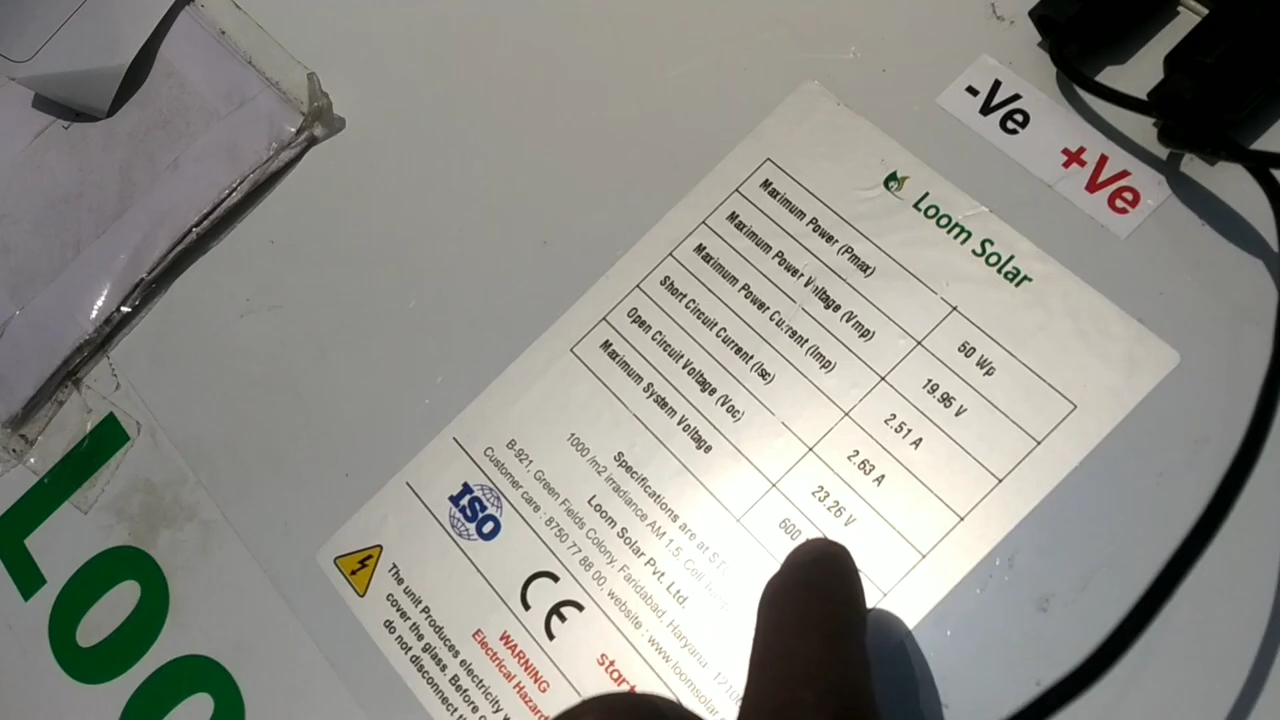 -Ve +Ve
Loom Solar
Maximum Power (Pmax) 50 Wp
Maximum Power Voltage (Vmp) 19.95 V
Maximum Power Current (Imp) 2.51 A
Short Circuit Current (Isc) 2.63 A
Open Circuit Voltage (Voc) 23.26 V
Maximum System Voltage 600
Specifications are at
1000 /m2 irradiance AM 1.5, Cell
Loom Solar Pvt. Ltd.
B-921, Green Fields Colony, Faridabad, Haryana
Customer care : 8750 77 88 00, website : www.loomsolar
ISO
CE
The unit Produces electricity
cover the glass. Before
do not disconnect
WARNING
Electrical Hazard
LOO